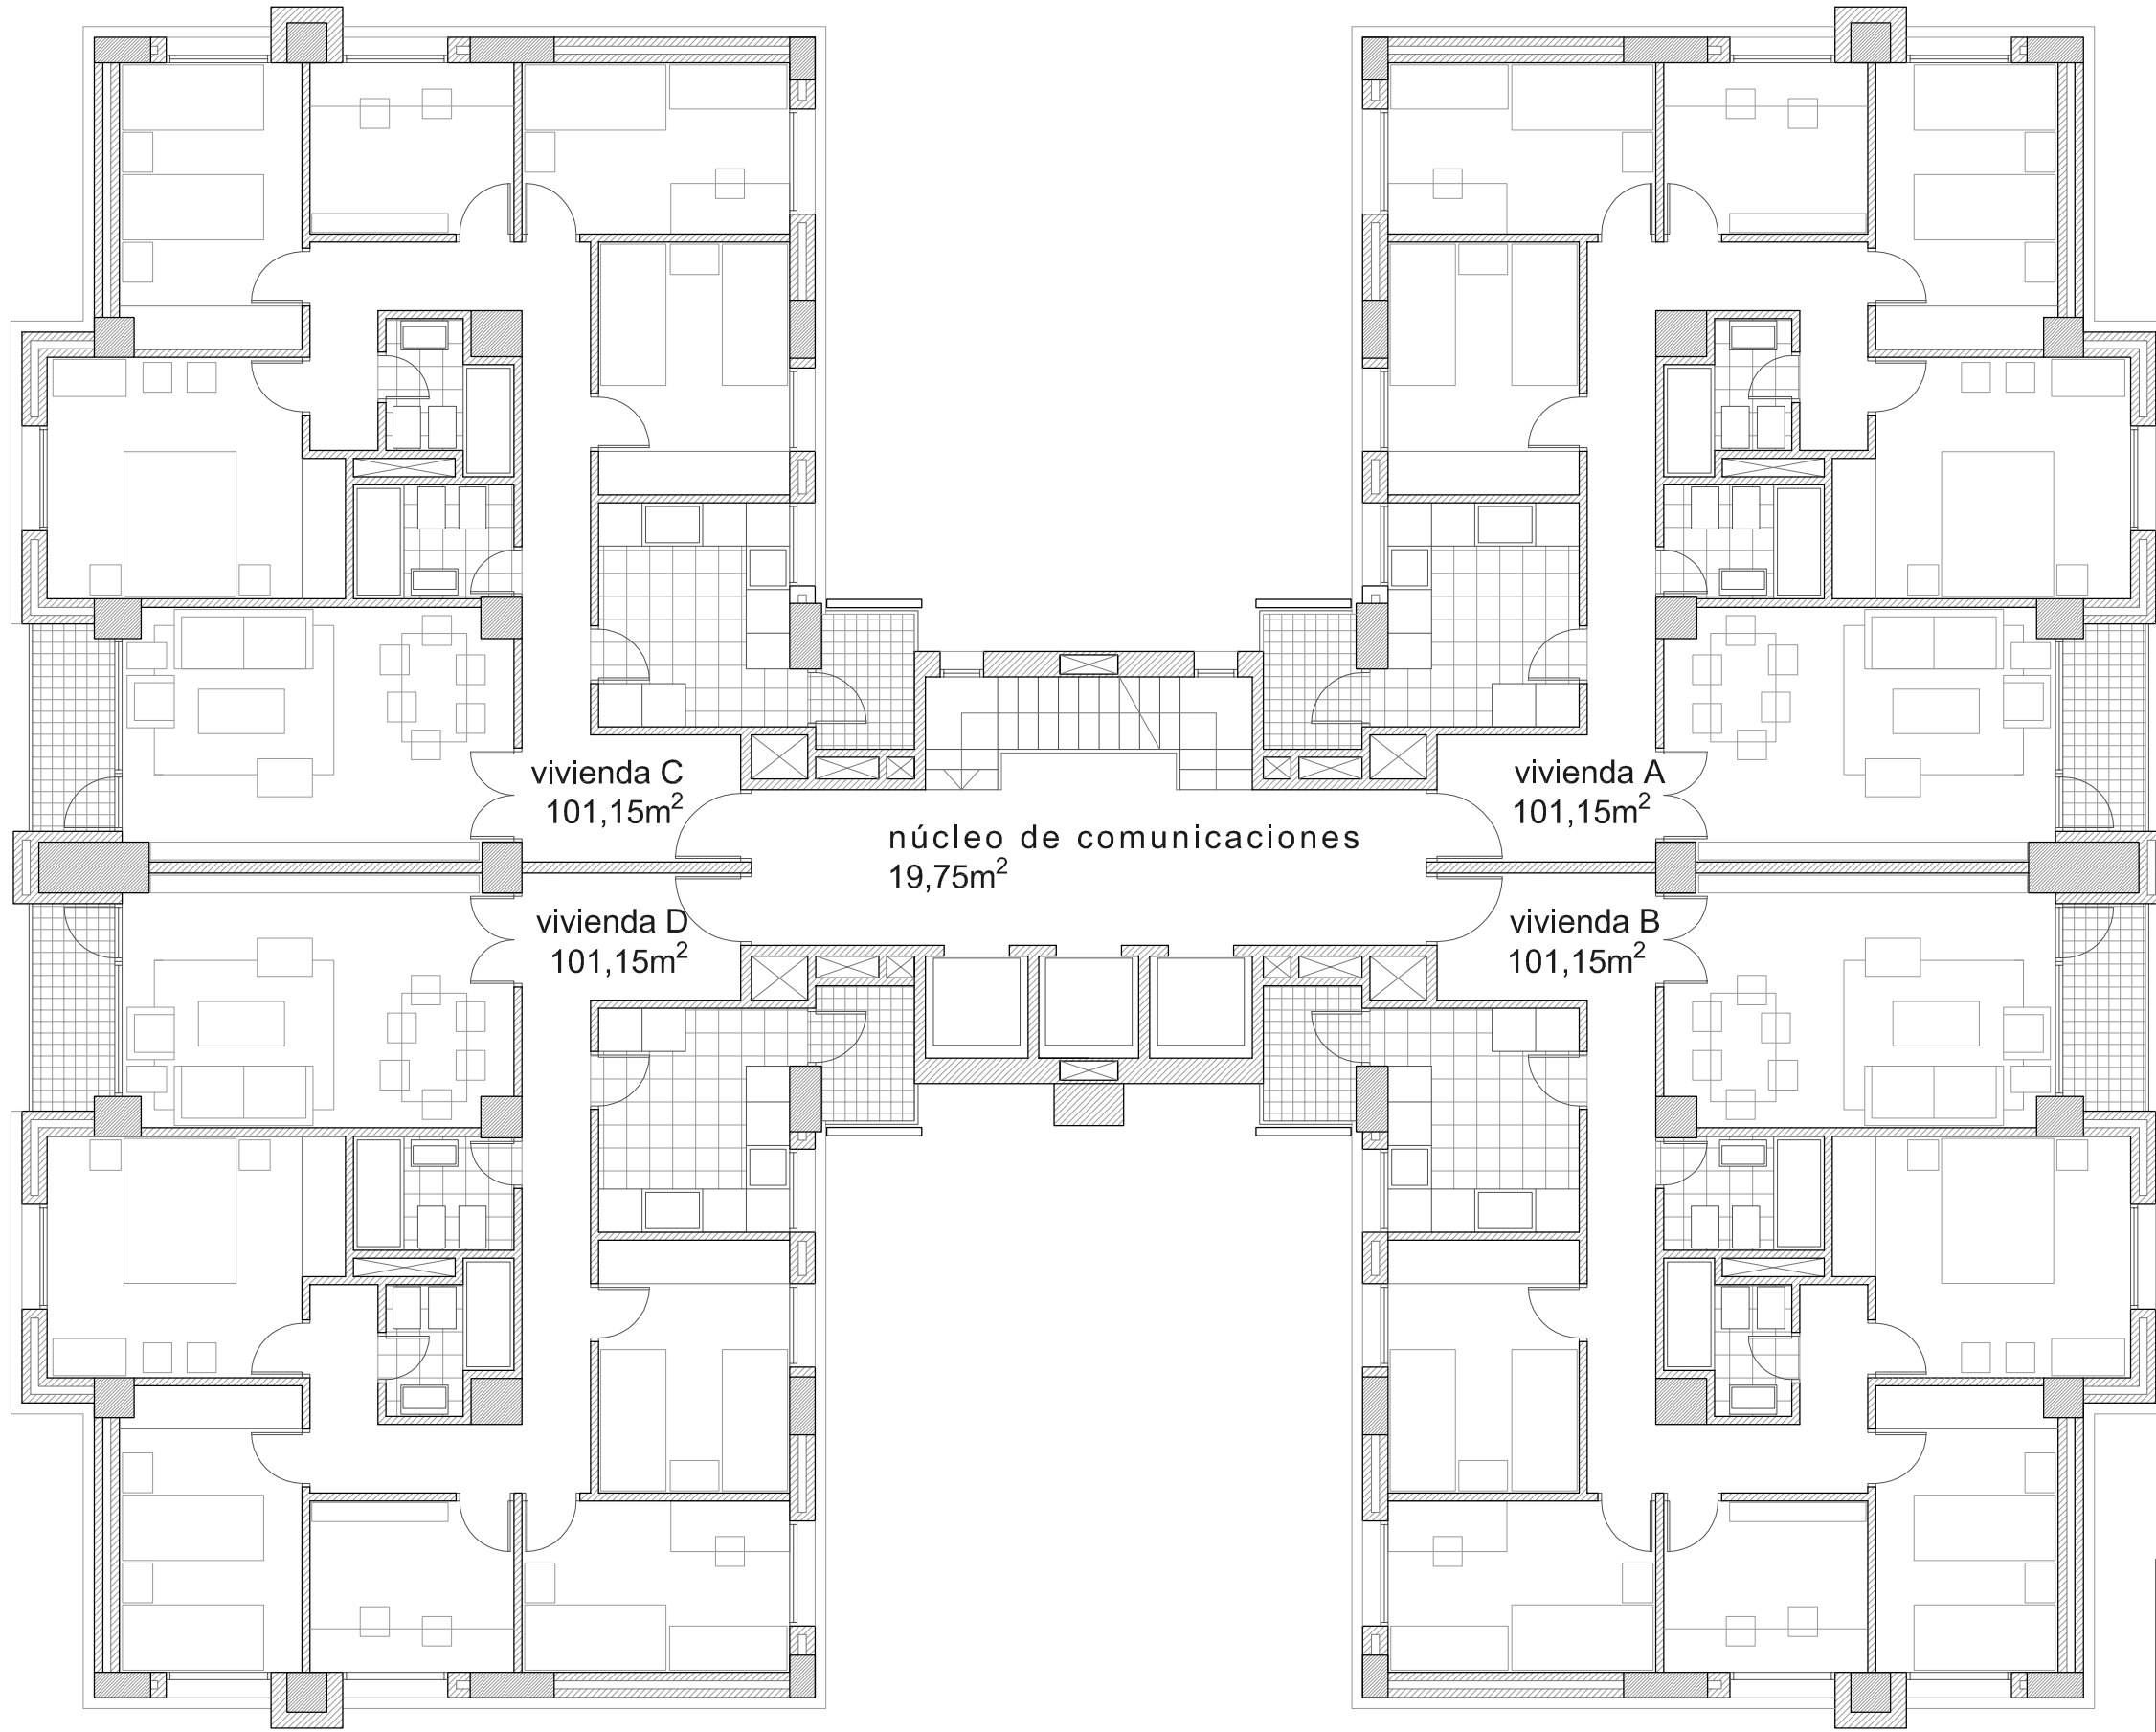 vivienda C
101,15m²
vivienda A
101,15m²
núcleo de comunicaciones
19,75m²
vivienda D
101,15m²
vivienda B
101,15m²